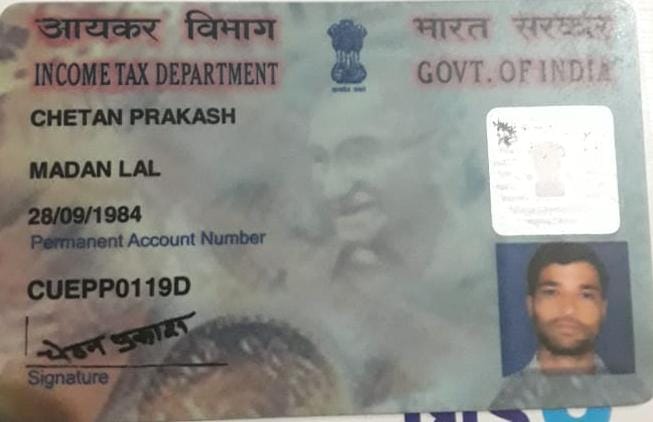 आयकर विभाग भारत सरकार
INCOME TAX DEPARTMENT GOVT. OF INDIA
CHETAN PRAKASH
MADAN LAL
28/09/1984
Permanent Account Number
CUEPP0119D
चेतन प्रकाश
Signature